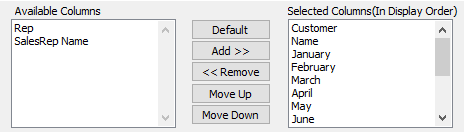 Available Columns
Rep
SalesRep Name
Default
Add >>
<< Remove
Move Up
Move Down
Selected Columns(In Display Order)
Customer
Name
January
February
March
April
May
June